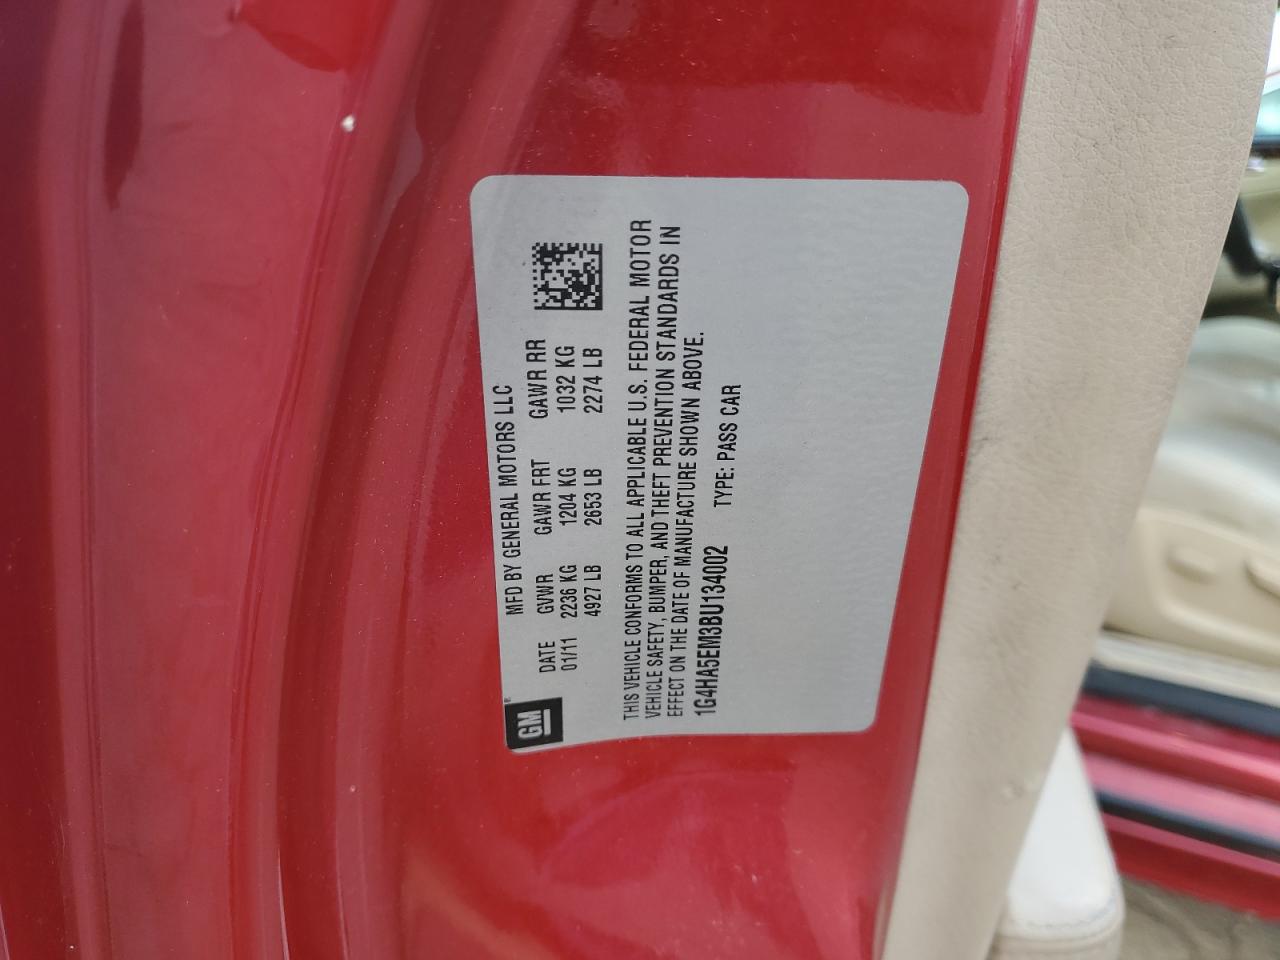 MFD BY GENERAL MOTORS LLC
DATE GVWR GAWR FRT GAWR RR
01/11 2236 KG 1204 KG 1032 KG
4927 LB 2653 LB 2274 LB
GM®
THIS VEHICLE CONFORMS TO ALL APPLICABLE U.S. FEDERAL MOTOR
VEHICLE SAFETY, BUMPER, AND THEFT PREVENTION STANDARDS IN
EFFECT ON THE DATE OF MANUFACTURE SHOWN ABOVE.
1G4HA5EM3BU134002 TYPE: PASS CAR